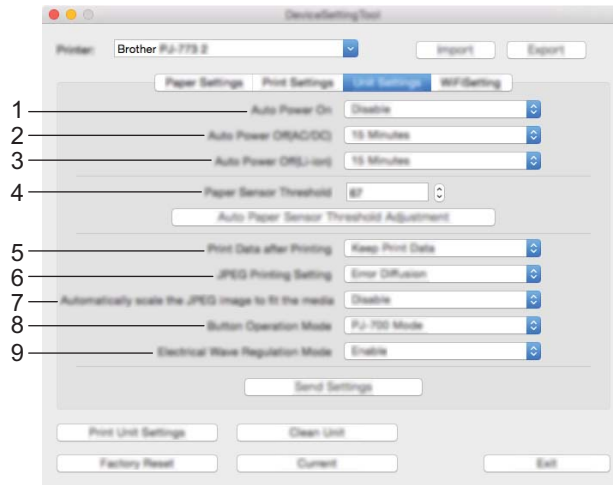 DeviceSettingTool
Printer: Brother PJ-773 2 Import Export
Paper Settings Print Settings Unit Settings WiFiSetting
1 Auto Power On Disable
2 Auto Power Off(AC/DC) 15 Minutes
3 Auto Power Off(Li-ion) 15 Minutes
4 Paper Sensor Threshold 87
Auto Paper Sensor Threshold Adjustment
5 Print Data after Printing Keep Print Data
6 JPEG Printing Setting Error Diffusion
7 Automatically scale the JPEG image to fit the media Disable
8 Button Operation Mode PJ-700 Mode
9 Electrical Wave Regulation Mode Enable
Send Settings
Print Unit Settings Clean Unit
Factory Reset Current Exit